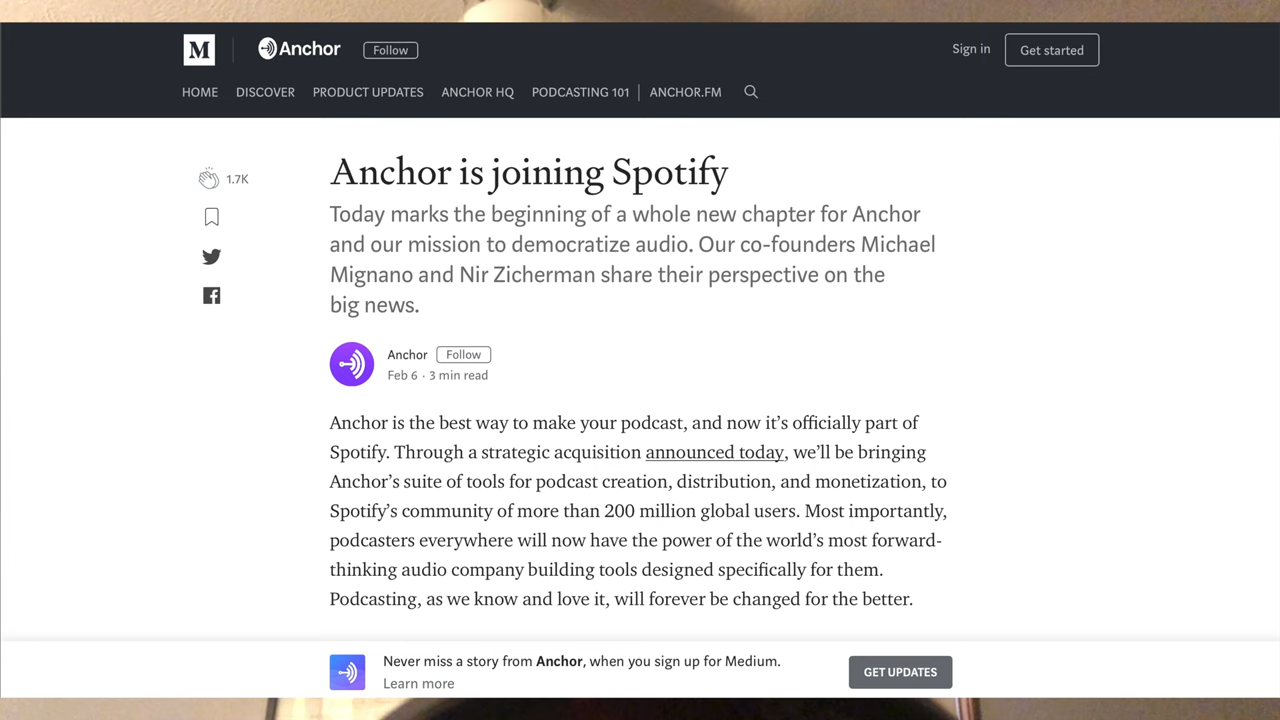 M Anchor Follow Sign in Get started
HOME DISCOVER PRODUCT UPDATES ANCHOR HQ PODCASTING 101 ANCHOR.FM
1.7K
Anchor is joining Spotify
Today marks the beginning of a whole new chapter for Anchor
and our mission to democratize audio. Our co-founders Michael
Mignano and Nir Zicherman share their perspective on the
big news.
Anchor Follow
Feb 6 · 3 min read
Anchor is the best way to make your podcast, and now it’s officially part of
Spotify. Through a strategic acquisition announced today, we’ll be bringing
Anchor’s suite of tools for podcast creation, distribution, and monetization, to
Spotify’s community of more than 200 million global users. Most importantly,
podcasters everywhere will now have the power of the world’s most forward-
thinking audio company building tools designed specifically for them.
Podcasting, as we know and love it, will forever be changed for the better.
Never miss a story from Anchor, when you sign up for Medium.
Learn more
GET UPDATES